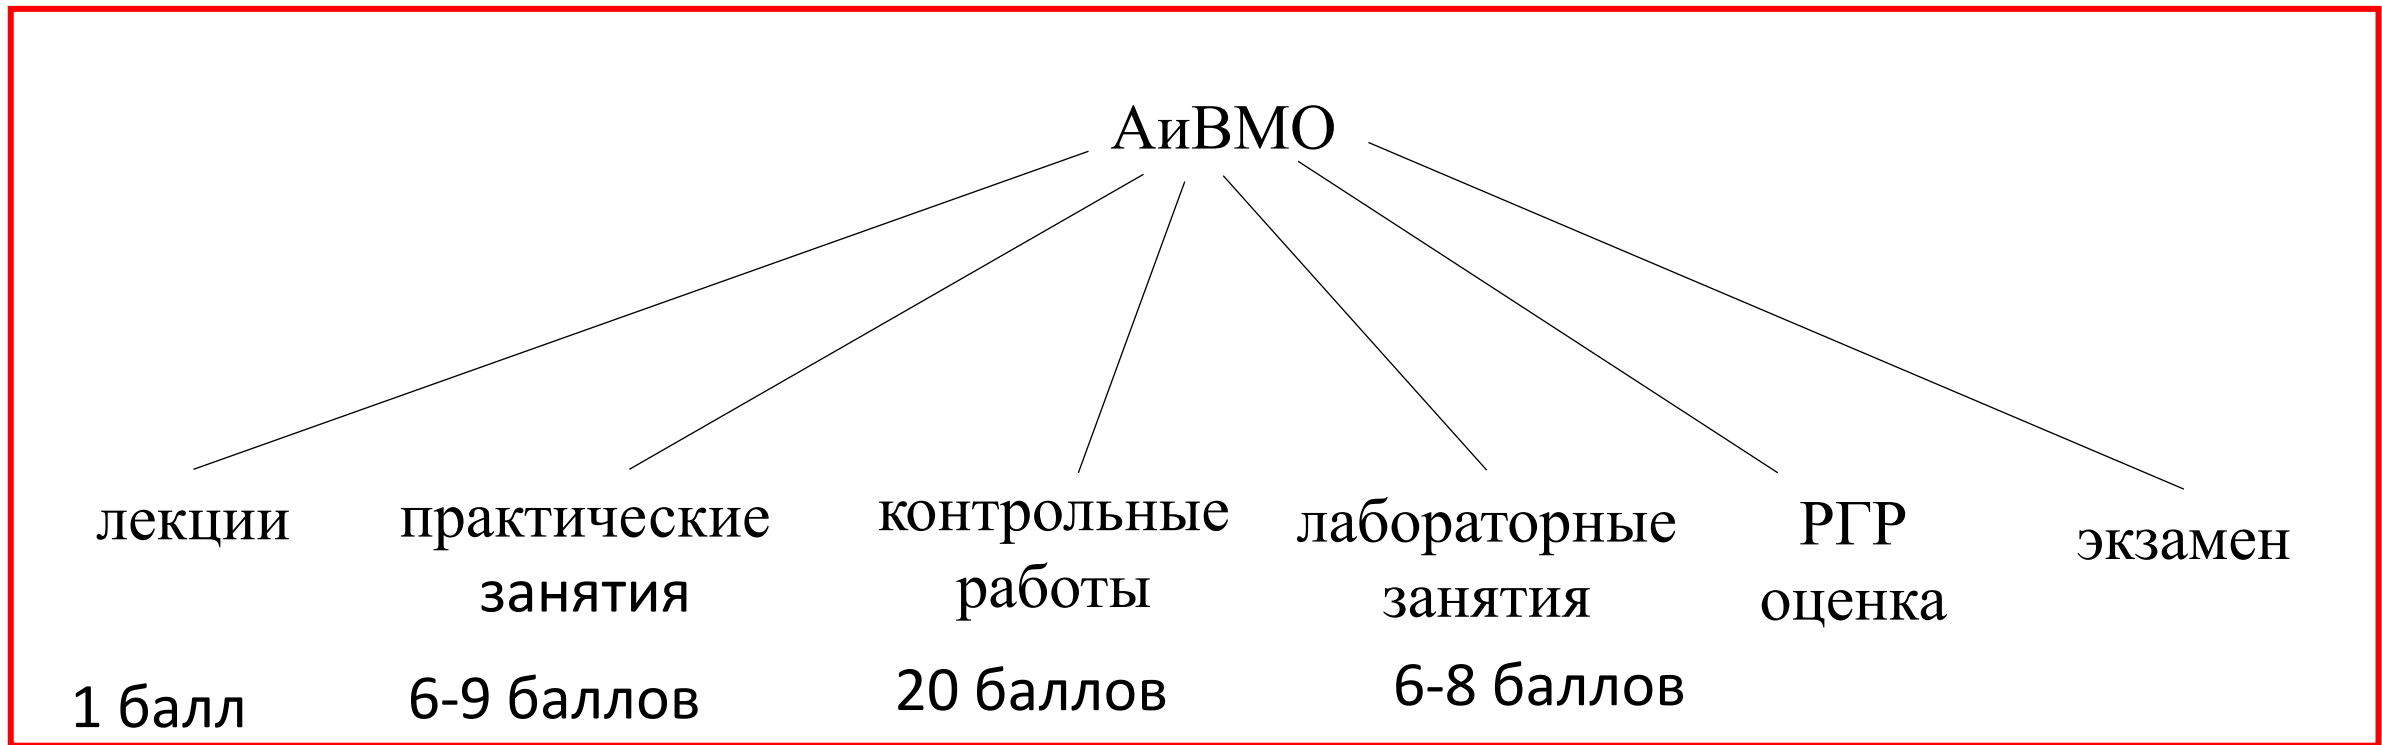 АиВМО
лекции
практические
занятия
контрольные
работы
лабораторные
занятия
РГР
оценка
экзамен
1 балл
6-9 баллов
20 баллов
6-8 баллов